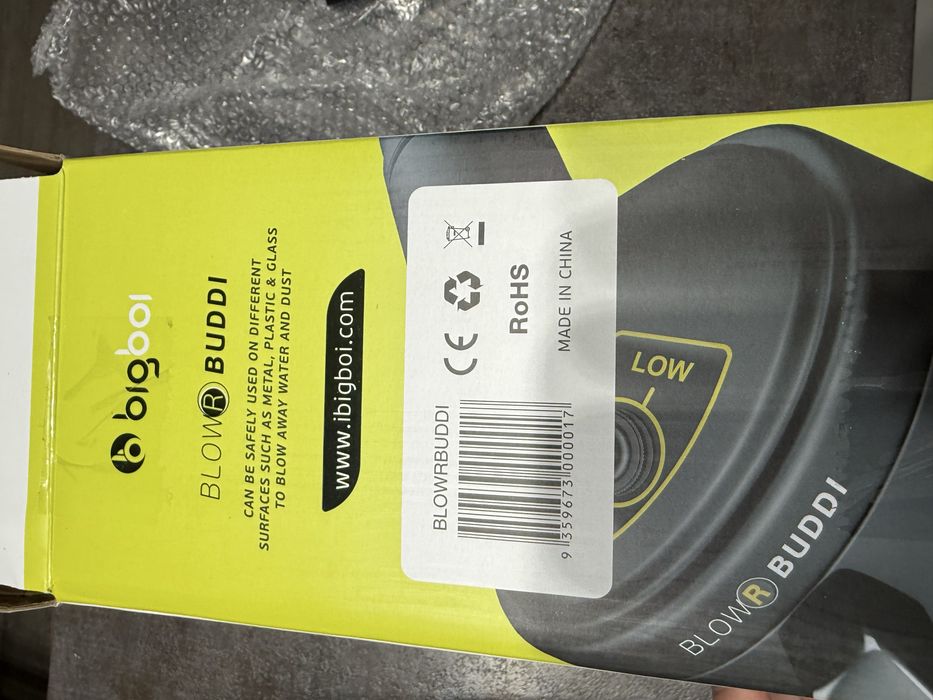 bigboi
BLOWR BUDDI
CAN BE SAFELY USED ON DIFFERENT
SURFACES SUCH AS METAL, PLASTIC & GLASS
TO BLOW AWAY WATER AND DUST
www.ibigboi.com
BLOWRBUDDI
9 359673 000017
CE
RoHS
MADE IN CHINA
LOW
BLOWR BUDDI